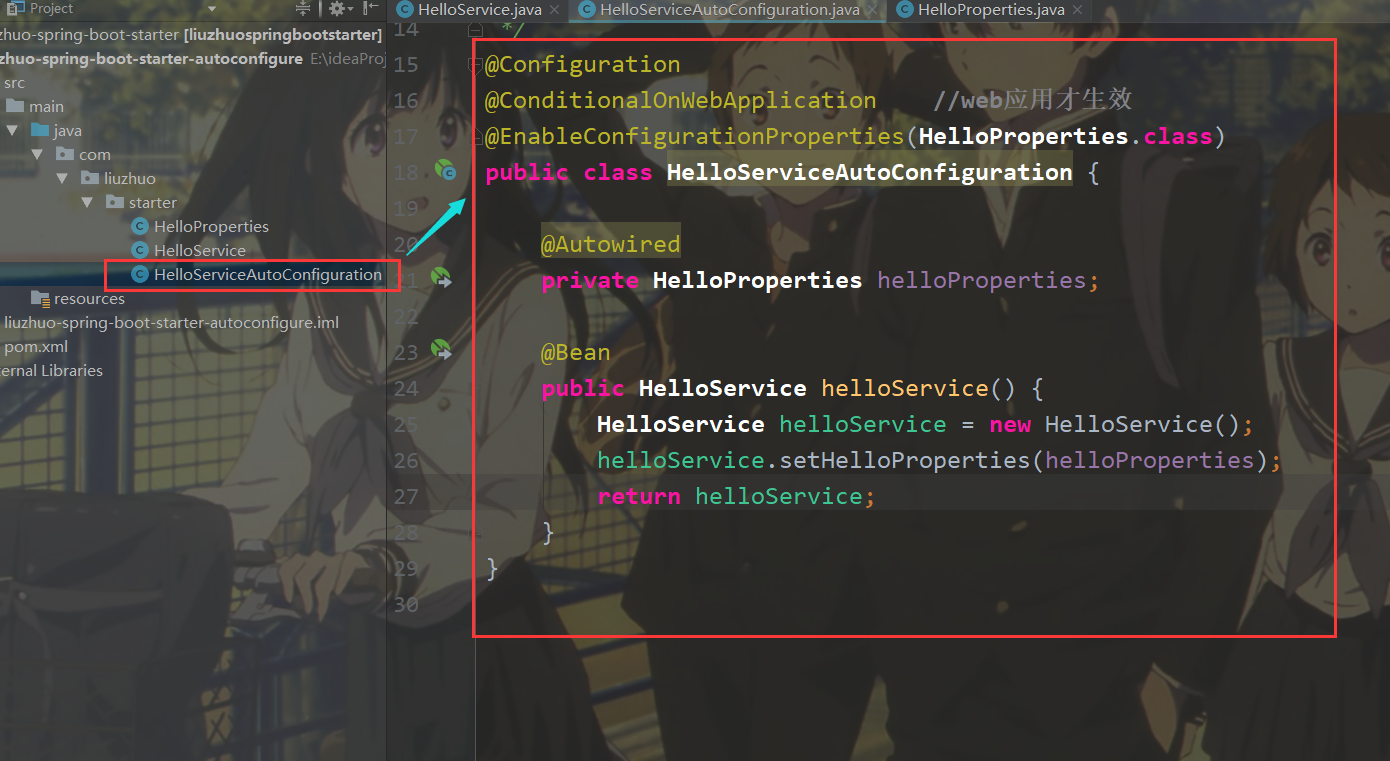 Project
zhuo-spring-boot-starter [liuzhuospringbootstarter]
zhuo-spring-boot-starter-autoconfigure E:\ideaProj
src
main
java
com
liuzhuo
starter
HelloProperties
HelloService
HelloServiceAutoConfiguration
resources
liuzhuo-spring-boot-starter-autoconfigure.iml
pom.xml
ternal Libraries
HelloService.java HelloServiceAutoConfiguration.java HelloProperties.java
14 */
15 @Configuration
16 @ConditionalOnWebApplication //web应用才生效
17 @EnableConfigurationProperties(HelloProperties.class)
18 public class HelloServiceAutoConfiguration {
19
20 @Autowired
21 private HelloProperties helloProperties;
22
23 @Bean
24 public HelloService helloService() {
25 HelloService helloService = new HelloService();
26 helloService.setHelloProperties(helloProperties);
27 return helloService;
28 }
29 }
30